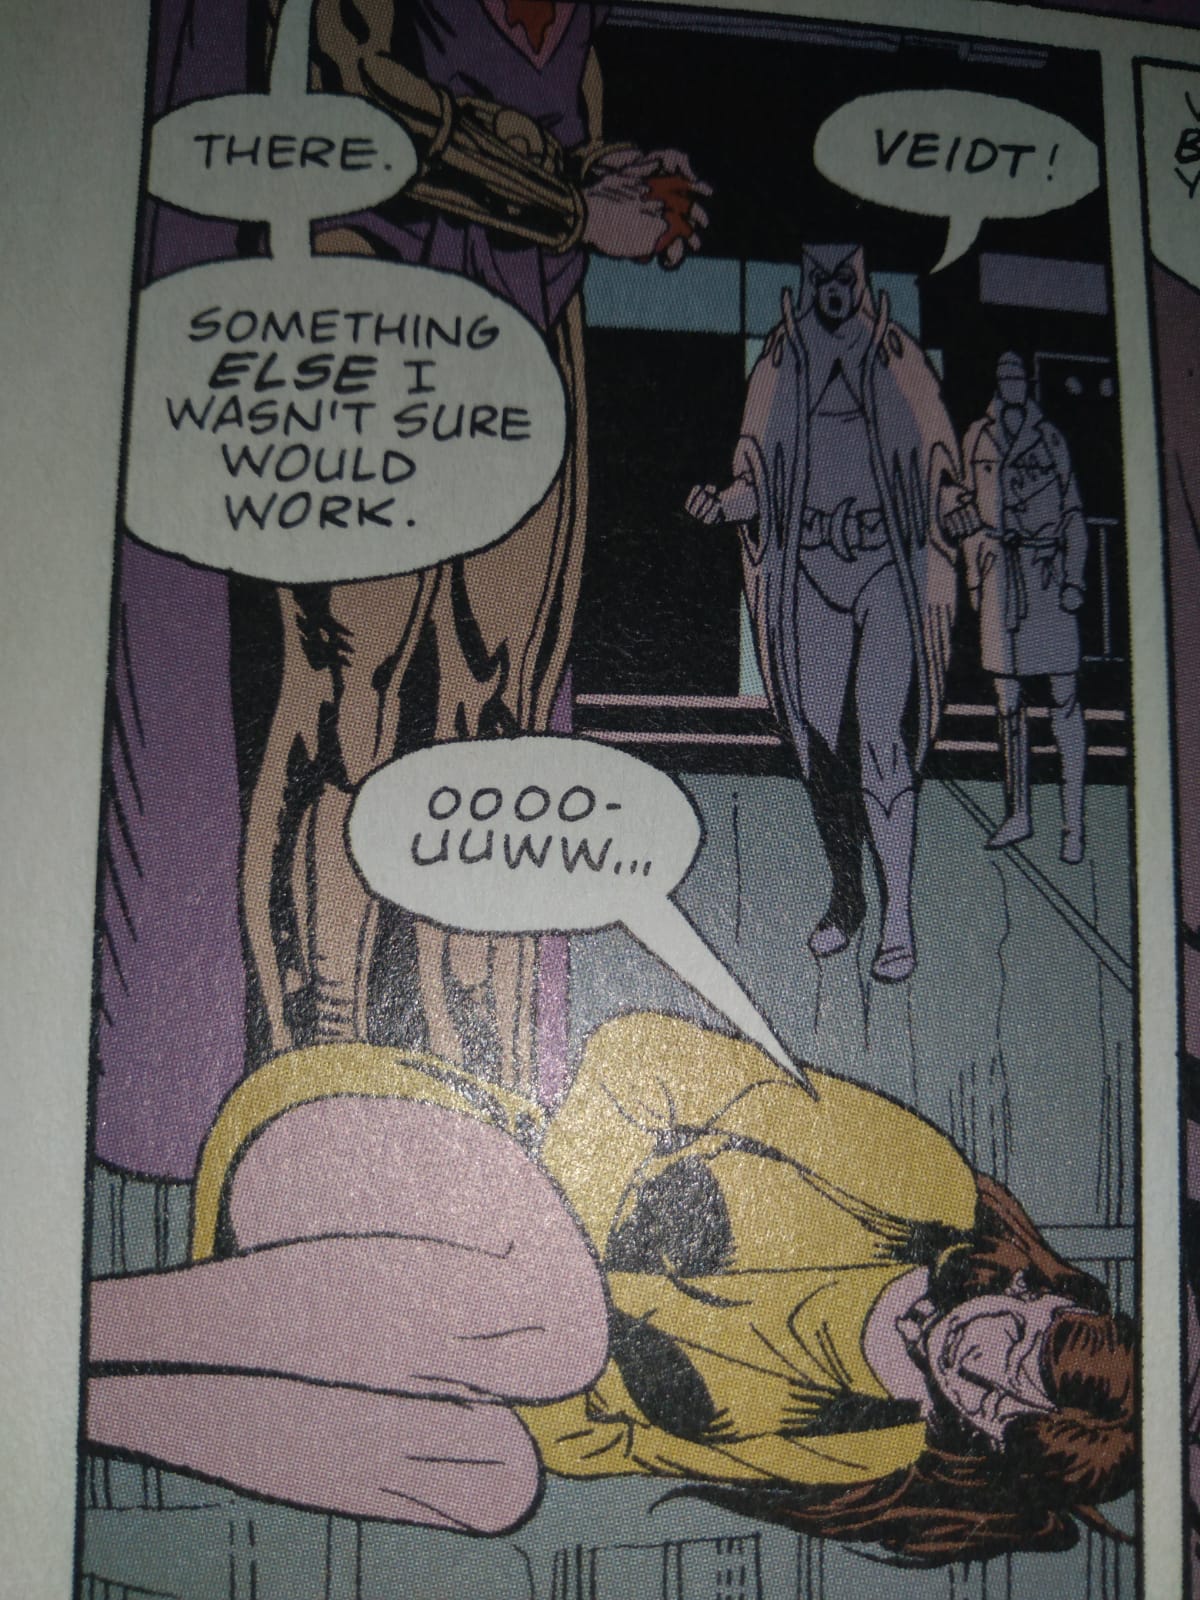 THERE.
SOMETHING
ELSE I
WASN'T SURE
WOULD
WORK.
VEIDT!
OOOO-
UUWW...
B
Y